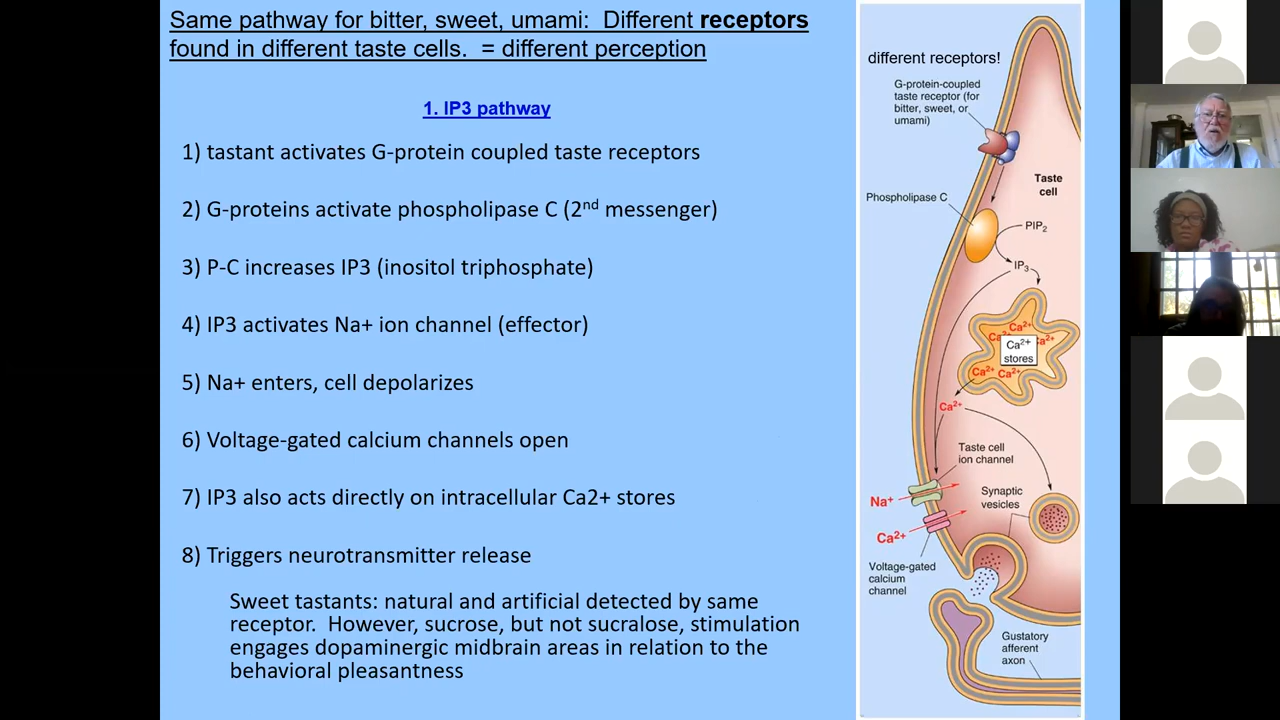 Same pathway for bitter, sweet, umami:  Different receptors
found in different taste cells.  = different perception
1. IP3 pathway
1) tastant activates G-protein coupled taste receptors
2) G-proteins activate phospholipase C (2nd messenger)
3) P-C increases IP3 (inositol triphosphate)
4) IP3 activates Na+ ion channel (effector)
5) Na+ enters, cell depolarizes
6) Voltage-gated calcium channels open
7) IP3 also acts directly on intracellular Ca2+ stores
8) Triggers neurotransmitter release
Sweet tastants: natural and artificial detected by same
receptor.  However, sucrose, but not sucralose, stimulation
engages dopaminergic midbrain areas in relation to the
behavioral pleasantness
different receptors!
G-protein-coupled
taste receptor (for
bitter, sweet, or
umami)
Taste
cell
Phospholipase C
PIP2
IP3
Ca2+
Ca2+
stores
Ca2+ Ca2+
Ca2+
Taste cell
ion channel
Synaptic
vesicles
Na+
Ca2+
Voltage-gated
calcium
channel
Gustatory
afferent
axon